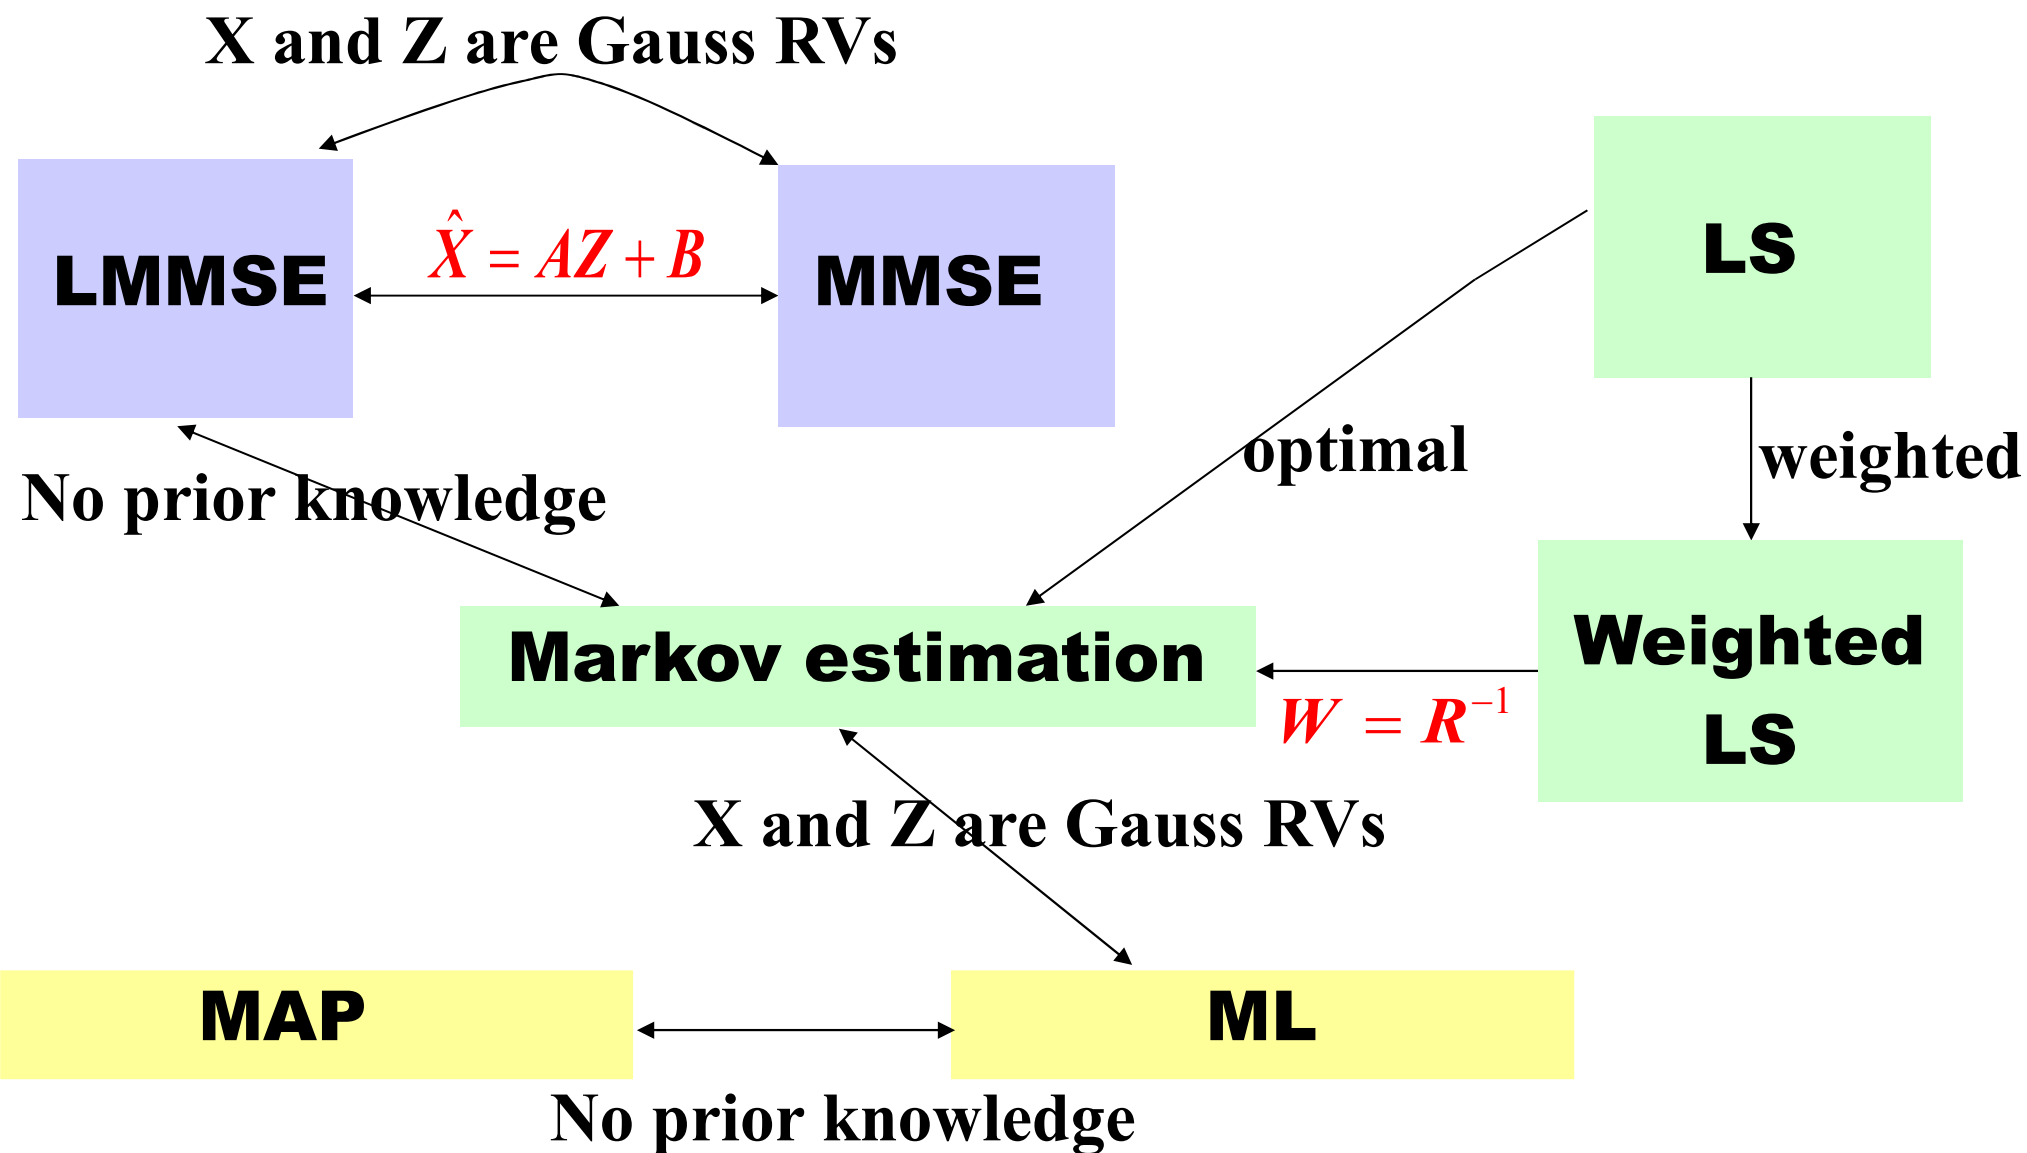 X and Z are Gauss RVs
LMMSE
X̂ = AZ + B
MMSE
LS
optimal
weighted
No prior knowledge
Markov estimation
W = R⁻¹
Weighted
LS
X and Z are Gauss RVs
MAP
ML
No prior knowledge